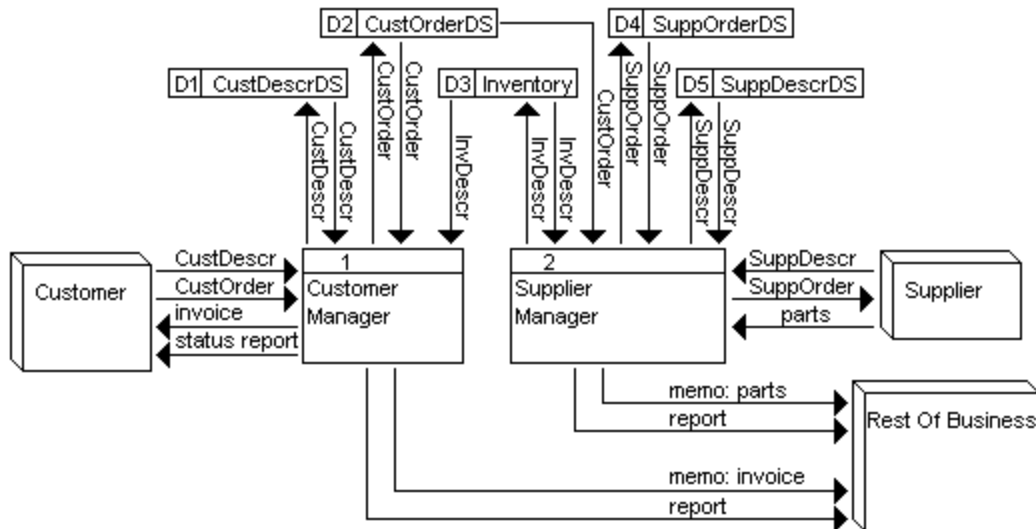 D2 CustOrderDS
D4 SuppOrderDS
D1 CustDescrDS
D3 Inventory
D5 SuppDescrDS
CustDescr
CustDescr
CustOrder
CustOrder
InvDescr
InvDescr
InvDescr
CustOrder
SuppOrder
SuppOrder
SuppDescr
SuppDescr
Customer
CustDescr
CustOrder
invoice
status report
1
Customer
Manager
2
Supplier
Manager
SuppDescr
SuppOrder
parts
Supplier
memo: parts
report
Rest Of Business
memo: invoice
report